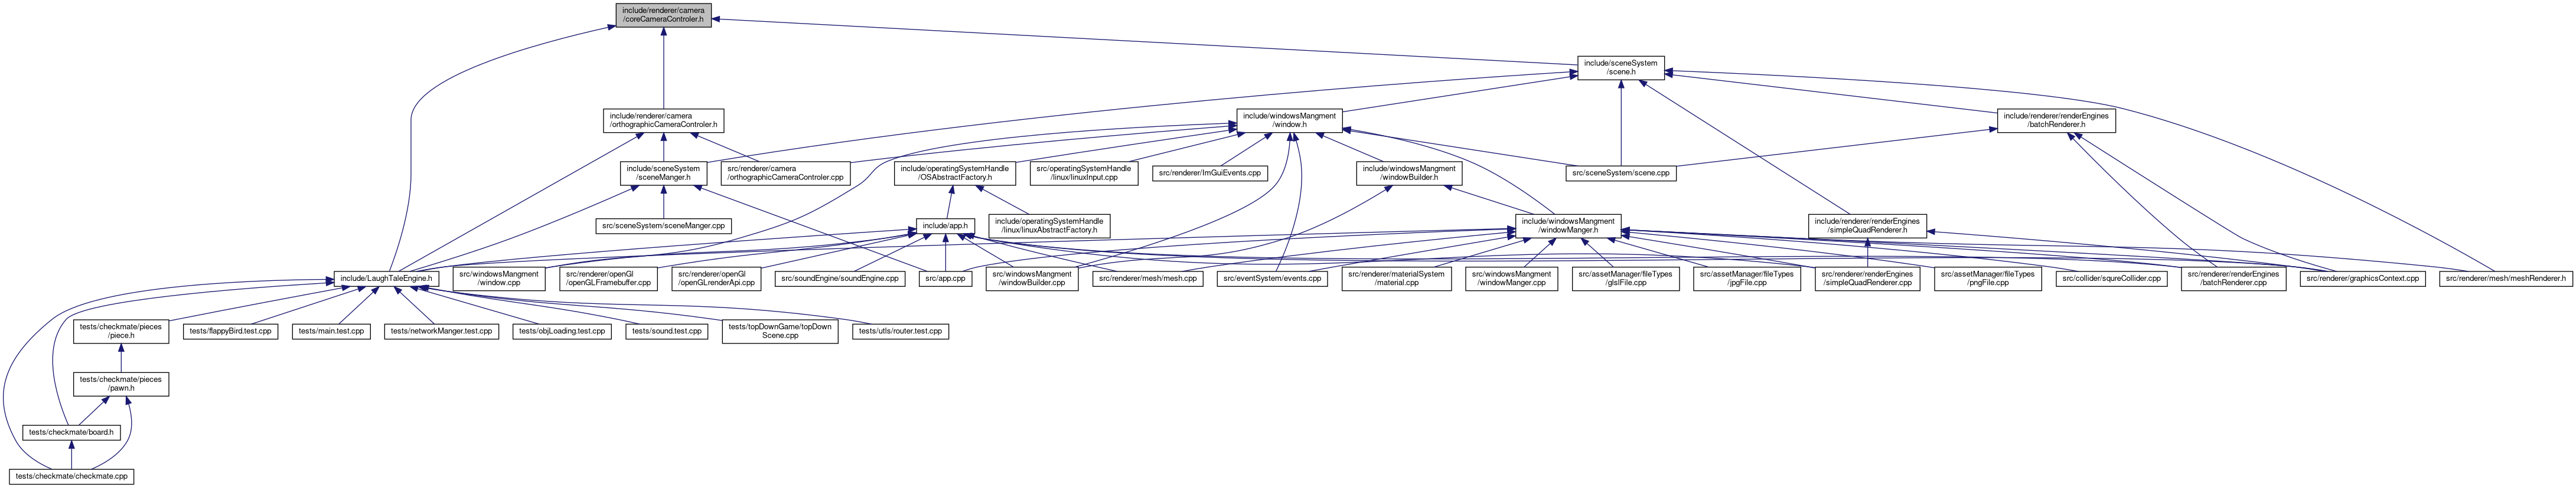 include/renderer/camera
/coreCameraControler.h
include/sceneSystem
/scene.h
include/renderer/camera
/orthographicCameraControler.h
include/windowsMangment
/window.h
include/renderer/renderEngines
/batchRenderer.h
include/sceneSystem
/sceneManger.h
src/renderer/camera
/orthographicCameraControler.cpp
include/operatingSystemHandle
/OSAbstractFactory.h
src/operatingSystemHandle
/linux/linuxInput.cpp
src/renderer/ImGuiEvents.cpp
include/windowsMangment
/windowBuilder.h
src/sceneSystem/scene.cpp
src/sceneSystem/sceneManger.cpp
include/app.h
include/operatingSystemHandle
/linux/linuxAbstractFactory.h
include/windowsMangment
/windowManger.h
include/renderer/renderEngines
/simpleQuadRenderer.h
include/LaughTaleEngine.h
src/windowsMangment
/window.cpp
src/renderer/openGl
/openGLFramebuffer.cpp
src/renderer/openGl
/openGLrenderApi.cpp
src/soundEngine/soundEngine.cpp
src/app.cpp
src/windowsMangment
/windowBuilder.cpp
src/renderer/mesh/mesh.cpp
src/eventSystem/events.cpp
src/renderer/materialSystem
/material.cpp
src/windowsMangment
/windowManger.cpp
src/assetManager/fileTypes
/glslFile.cpp
src/assetManager/fileTypes
/jpgFile.cpp
src/renderer/renderEngines
/simpleQuadRenderer.cpp
src/assetManager/fileTypes
/pngFile.cpp
src/collider/squreCollider.cpp
src/renderer/renderEngines
/batchRenderer.cpp
src/renderer/graphicsContext.cpp
src/renderer/mesh/meshRenderer.h
tests/checkmate/pieces
/piece.h
tests/flappyBird.test.cpp
tests/main.test.cpp
tests/networkManger.test.cpp
tests/objLoading.test.cpp
tests/sound.test.cpp
tests/topDownGame/topDown
Scene.cpp
tests/utls/router.test.cpp
tests/checkmate/pieces
/pawn.h
tests/checkmate/board.h
tests/checkmate/checkmate.cpp